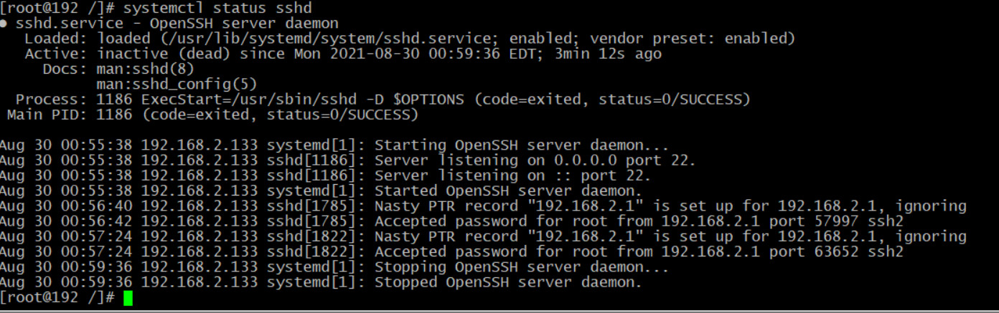 [root@192 /]# systemctl status sshd
● sshd.service - OpenSSH server daemon
   Loaded: loaded (/usr/lib/systemd/system/sshd.service; enabled; vendor preset: enabled)
   Active: inactive (dead) since Mon 2021-08-30 00:59:36 EDT; 3min 12s ago
     Docs: man:sshd(8)
           man:sshd_config(5)
  Process: 1186 ExecStart=/usr/sbin/sshd -D $OPTIONS (code=exited, status=0/SUCCESS)
 Main PID: 1186 (code=exited, status=0/SUCCESS)
Aug 30 00:55:38 192.168.2.133 systemd[1]: Starting OpenSSH server daemon...
Aug 30 00:55:38 192.168.2.133 sshd[1186]: Server listening on 0.0.0.0 port 22.
Aug 30 00:55:38 192.168.2.133 sshd[1186]: Server listening on :: port 22.
Aug 30 00:55:38 192.168.2.133 systemd[1]: Started OpenSSH server daemon.
Aug 30 00:56:40 192.168.2.133 sshd[1785]: Nasty PTR record "192.168.2.1" is set up for 192.168.2.1, ignoring
Aug 30 00:56:42 192.168.2.133 sshd[1785]: Accepted password for root from 192.168.2.1 port 57997 ssh2
Aug 30 00:57:24 192.168.2.133 sshd[1822]: Nasty PTR record "192.168.2.1" is set up for 192.168.2.1, ignoring
Aug 30 00:57:24 192.168.2.133 sshd[1822]: Accepted password for root from 192.168.2.1 port 63652 ssh2
Aug 30 00:59:36 192.168.2.133 systemd[1]: Stopping OpenSSH server daemon...
Aug 30 00:59:36 192.168.2.133 systemd[1]: Stopped OpenSSH server daemon.
[root@192 /]#